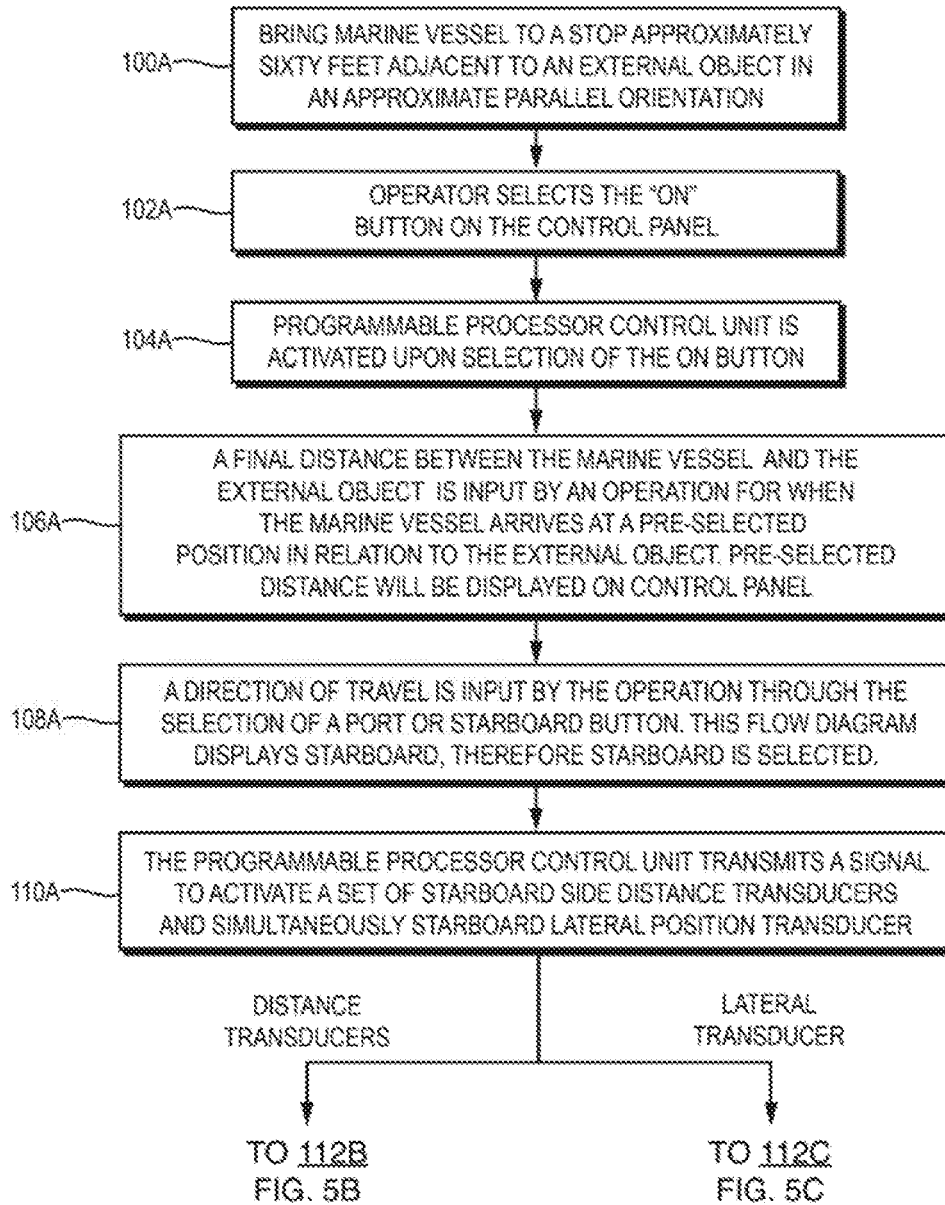 100A
BRING MARINE VESSEL TO A STOP APPROXIMATELY
SIXTY FEET ADJACENT TO AN EXTERNAL OBJECT IN
AN APPROXIMATE PARALLEL ORIENTATION
102A
OPERATOR SELECTS THE "ON"
BUTTON ON THE CONTROL PANEL
104A
PROGRAMMABLE PROCESSOR CONTROL UNIT IS
ACTIVATED UPON SELECTION OF THE ON BUTTON
106A
A FINAL DISTANCE BETWEEN THE MARINE VESSEL AND THE
EXTERNAL OBJECT IS INPUT BY AN OPERATION FOR WHEN
THE MARINE VESSEL ARRIVES AT A PRE-SELECTED
POSITION IN RELATION TO THE EXTERNAL OBJECT. PRE-SELECTED
DISTANCE WILL BE DISPLAYED ON CONTROL PANEL
108A
A DIRECTION OF TRAVEL IS INPUT BY THE OPERATION THROUGH THE
SELECTION OF A PORT OR STARBOARD BUTTON. THIS FLOW DIAGRAM
DISPLAYS STARBOARD, THEREFORE STARBOARD IS SELECTED.
110A
THE PROGRAMMABLE PROCESSOR CONTROL UNIT TRANSMITS A SIGNAL
TO ACTIVATE A SET OF STARBOARD SIDE DISTANCE TRANSDUCERS
AND SIMULTANEOUSLY STARBOARD LATERAL POSITION TRANSDUCER
DISTANCE
TRANSDUCERS
LATERAL
TRANSDUCER
TO 112B
FIG. 5B
TO 112C
FIG. 5C